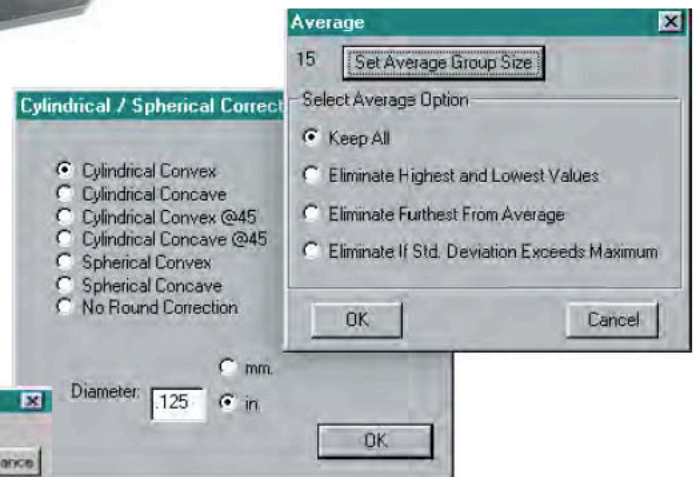 Average
15 Set Average Group Size
Select Average Option
Keep All
Eliminate Highest and Lowest Values
Eliminate Furthest From Average
Eliminate If Std. Deviation Exceeds Maximum
OK Cancel
Cylindrical / Spherical Correct
Cylindrical Convex
Cylindrical Concave
Cylindrical Convex @45
Cylindrical Concave @45
Spherical Convex
Spherical Concave
No Round Correction
mm.
Diameter: .125 in
OK